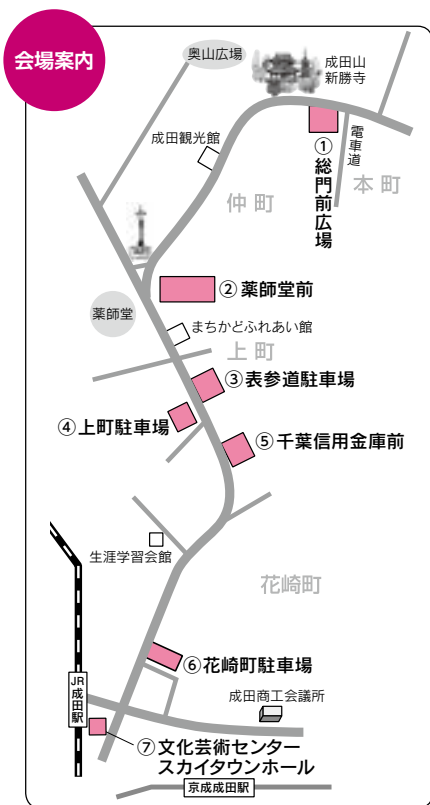 会場案内
奥山広場
成田山
新勝寺
成田観光館
電車道
①総門前広場
本町
仲町
②薬師堂前
薬師堂
まちかどふれあい館
上町
③表参道駐車場
④上町駐車場
⑤千葉信用金庫前
生涯学習会館
花崎町
⑥花崎町駐車場
JR
成田駅
成田商工会議所
⑦文化芸術センター
スカイタウンホール
京成成田駅